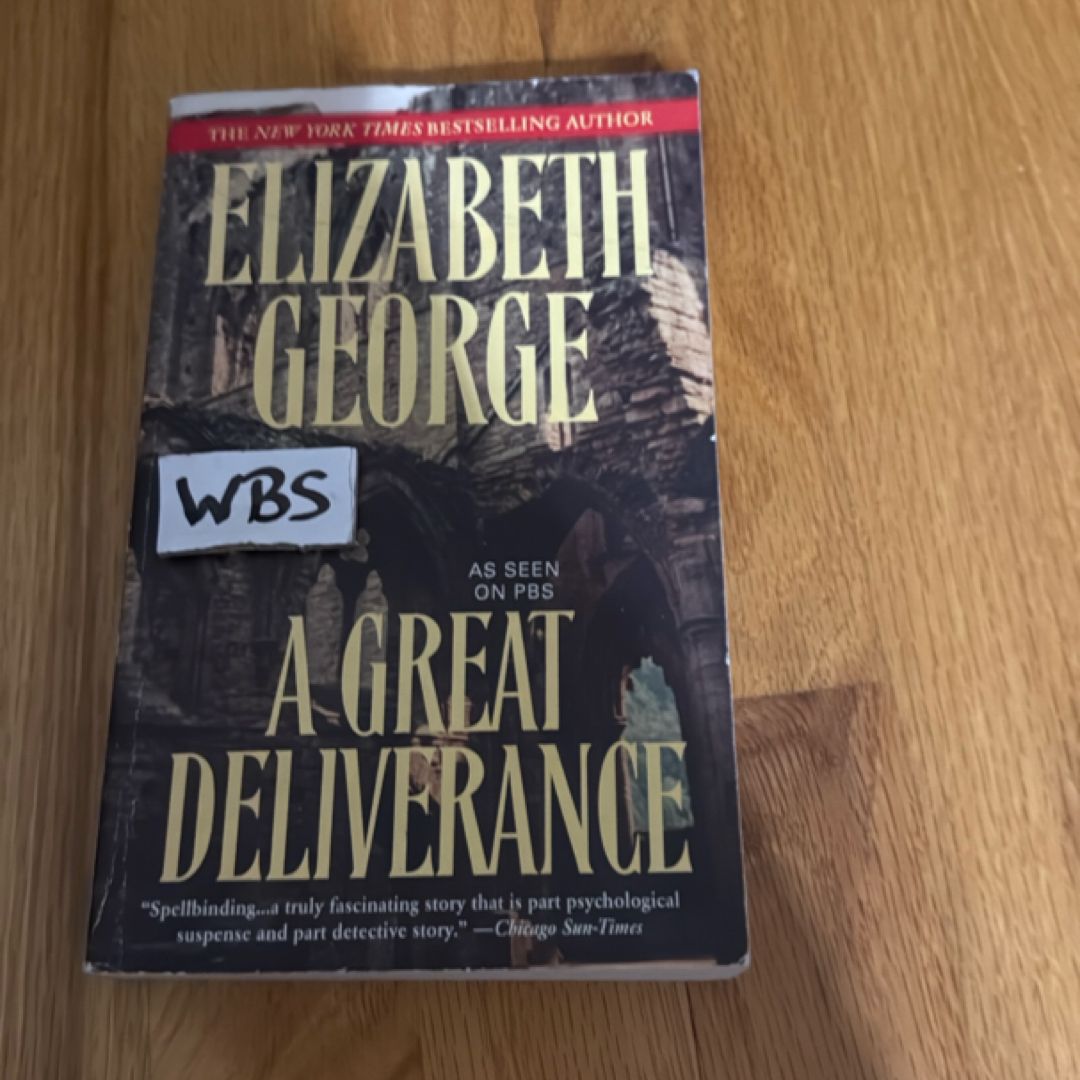 THE NEW YORK TIMES BESTSELLING AUTHOR
ELIZABETH
GEORGE
WBS
AS SEEN
ON PBS
A GREAT
DELIVERANCE
“Spellbinding...a truly fascinating story that is part psychological
suspense and part detective story.” —Chicago Sun-Times